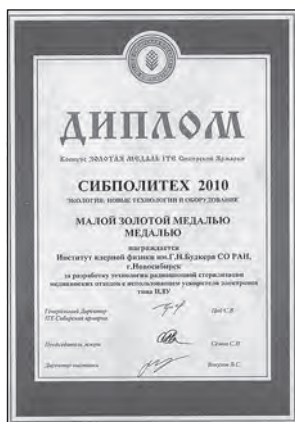 ДИПЛОМ
Конкурс ЗОЛОТАЯ МЕДАЛЬ ITE Сибирской Ярмарки
СИБПОЛИТЕХ 2010
ЭКОЛОГИЯ: НОВЫЕ ТЕХНОЛОГИИ И ОБОРУДОВАНИЕ
МАЛОЙ ЗОЛОТОЙ МЕДАЛЬЮ
МЕДАЛЬЮ
награждается
Институт ядерной физики им.Г.И.Будкера СО РАН,
г.Новосибирск
за разработку технологии радиационной стерилизации
медицинских отходов с использованием ускорителя электронов
типа ИЛУ
Генеральный Директор
ITE Сибирская ярмарка
Председатель жюри
Директор выставки